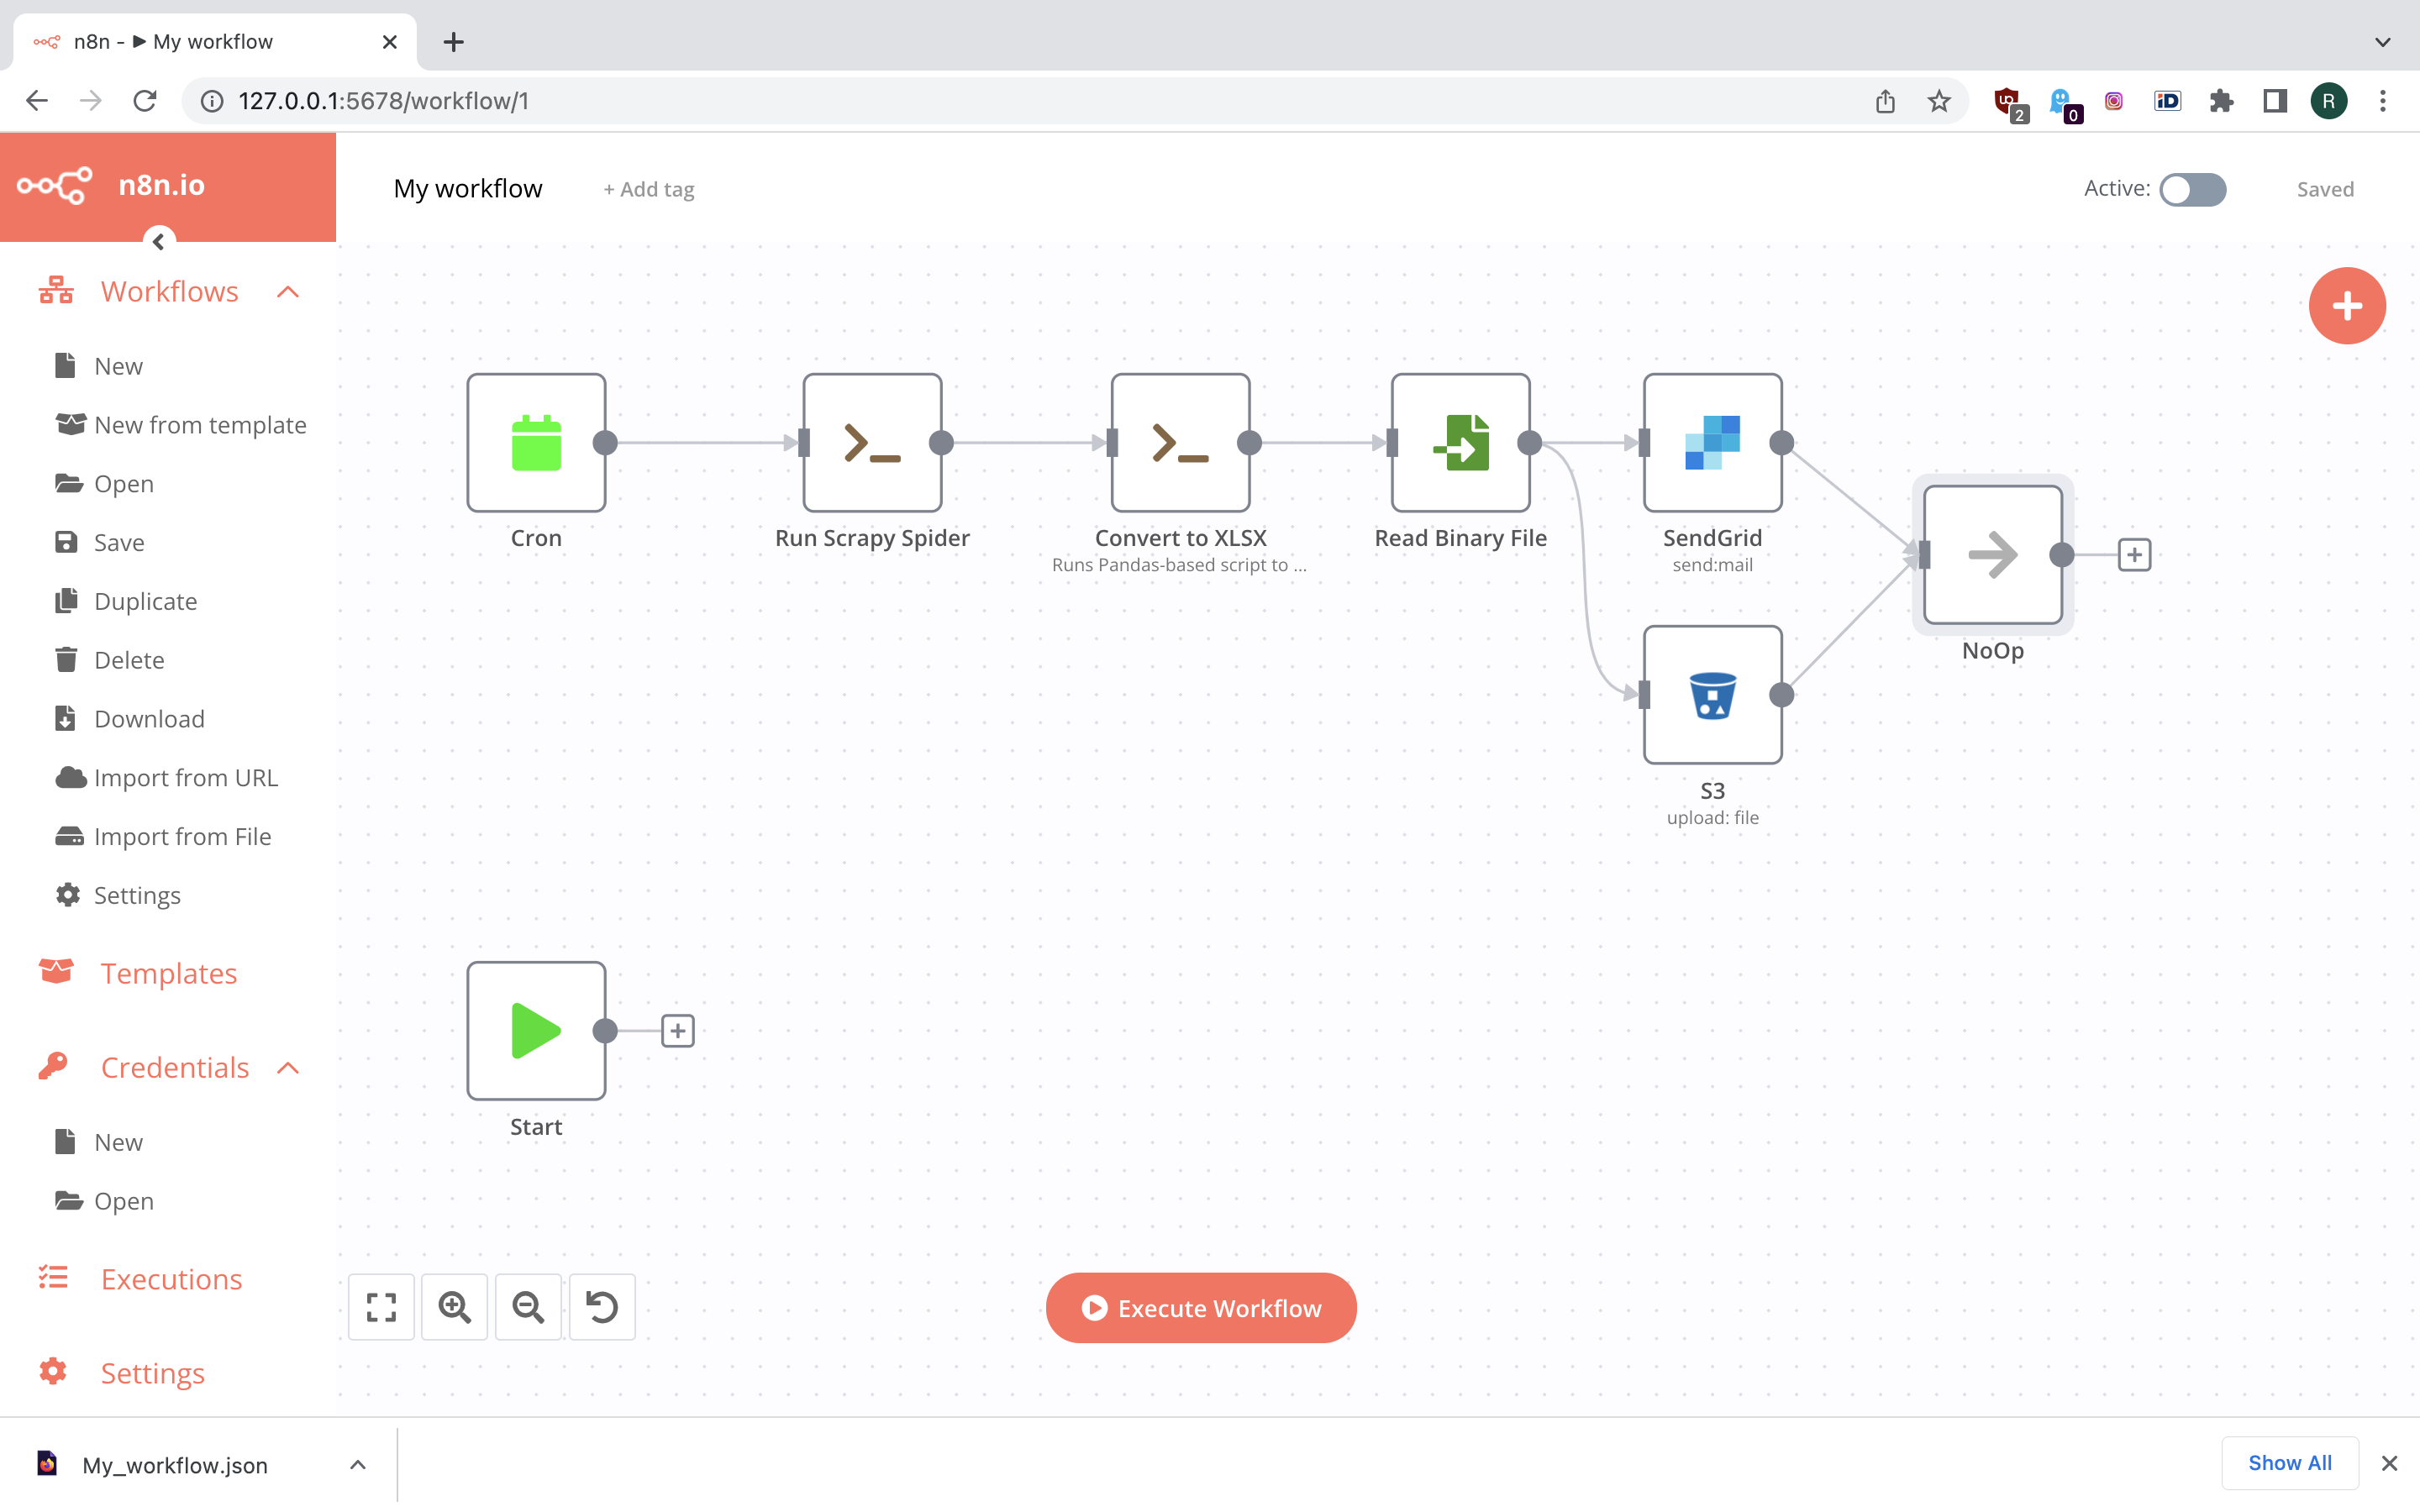 n8n - ▶ My workflow
127.0.0.1:5678/workflow/1
2
0
iD
R
n8n.io
My workflow
+ Add tag
Active:
Saved
Workflows
New
New from template
Open
Save
Duplicate
Delete
Download
Import from URL
Import from File
Settings
Templates
Credentials
New
Open
Executions
Settings
Cron
Run Scrapy Spider
Convert to XLSX
Runs Pandas-based script to ...
Read Binary File
SendGrid
send:mail
NoOp
S3
upload: file
Start
Execute Workflow
My_workflow.json
Show All